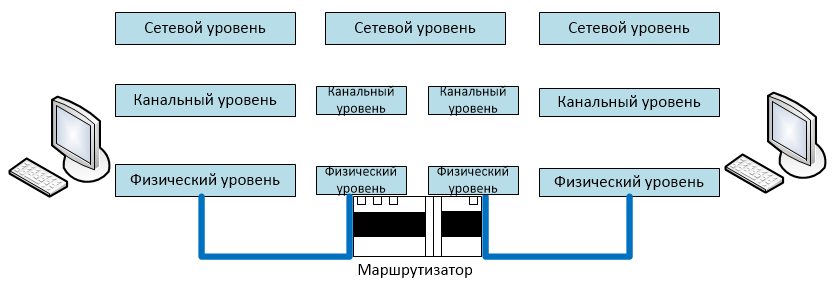 Сетевой уровень
Сетевой уровень
Сетевой уровень
Канальный уровень
Канальный
уровень
Канальный
уровень
Канальный уровень
Физический уровень
Физический
уровень
Физический
уровень
Физический уровень
Маршрутизатор